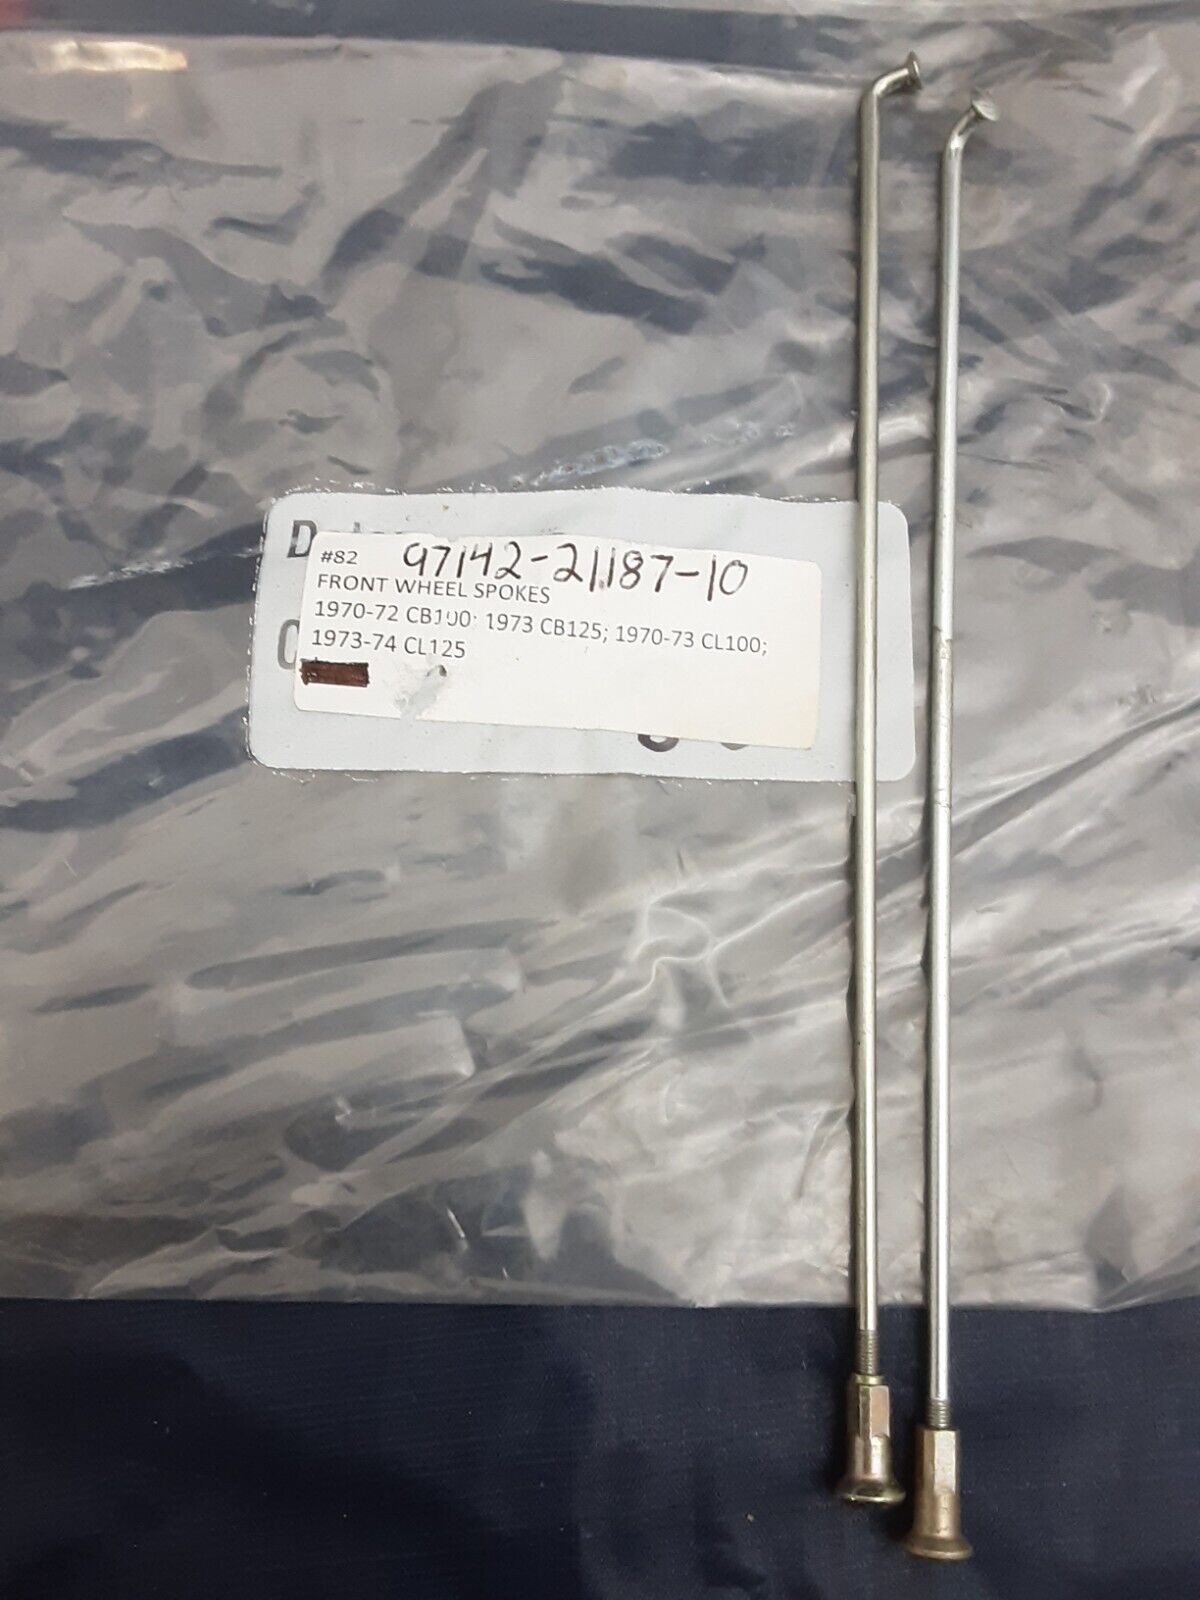 #82 97142-21187-10
FRONT WHEEL SPOKES
1970-72 CB100; 1973 CB125; 1970-73 CL100;
1973-74 CL125